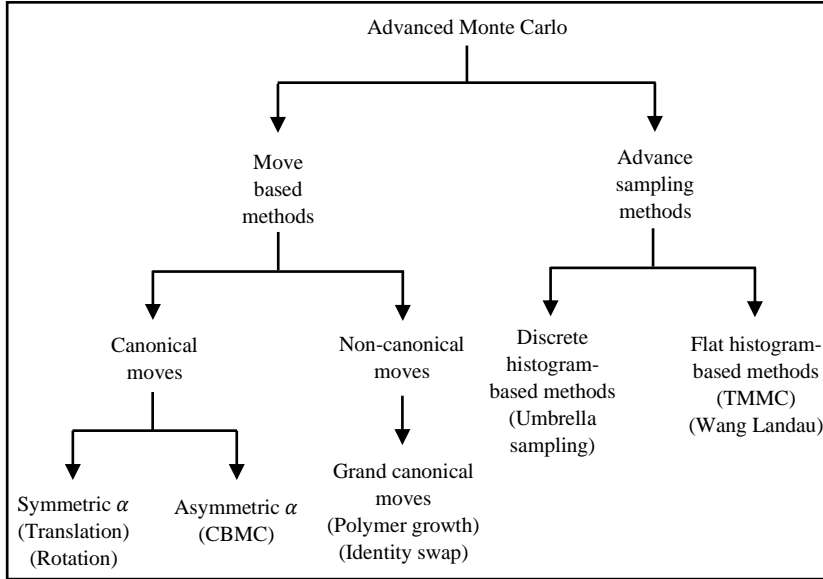 Advanced Monte Carlo
Move
based
methods
Advance
sampling
methods
Canonical
moves
Non-canonical
moves
Discrete
histogram-
based methods
(Umbrella
sampling)
Flat histogram-
based methods
(TMMC)
(Wang Landau)
Symmetric α
(Translation)
(Rotation)
Asymmetric α
(CBMC)
Grand canonical
moves
(Polymer growth)
(Identity swap)